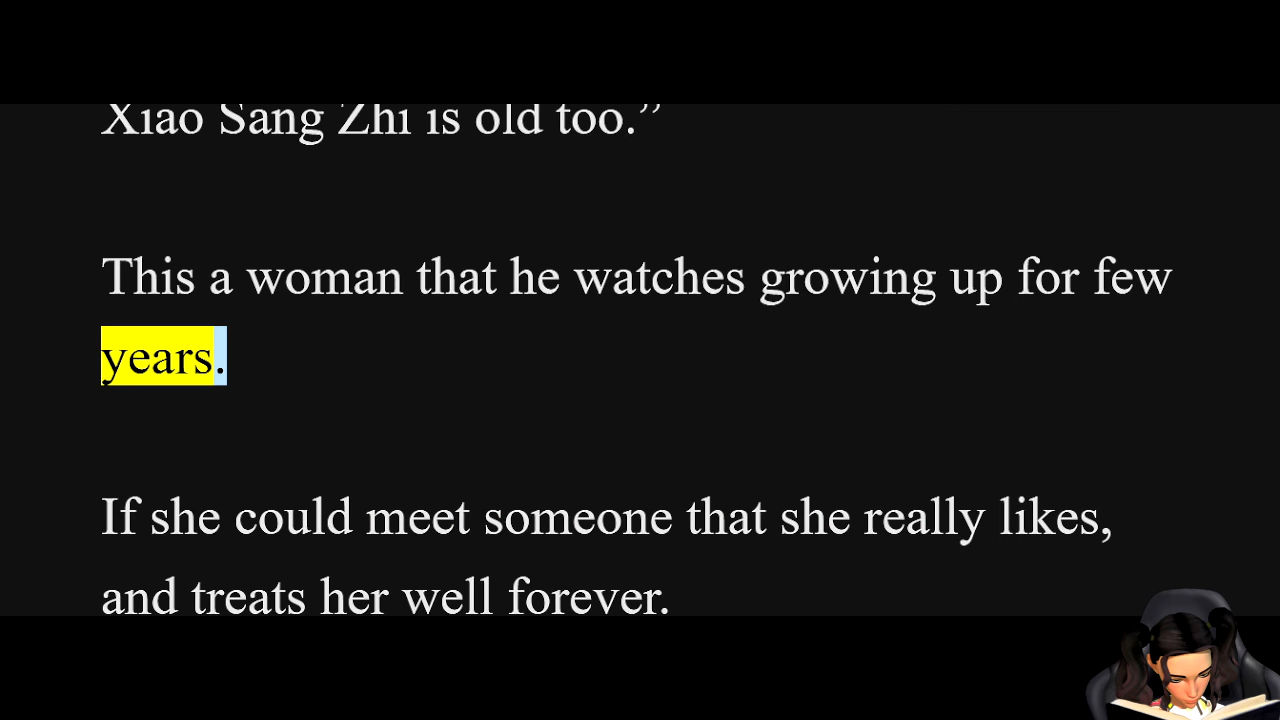 Xiao Sang Zhi is old too.”
This a woman that he watches growing up for few
years.
If she could meet someone that she really likes,
and treats her well forever.